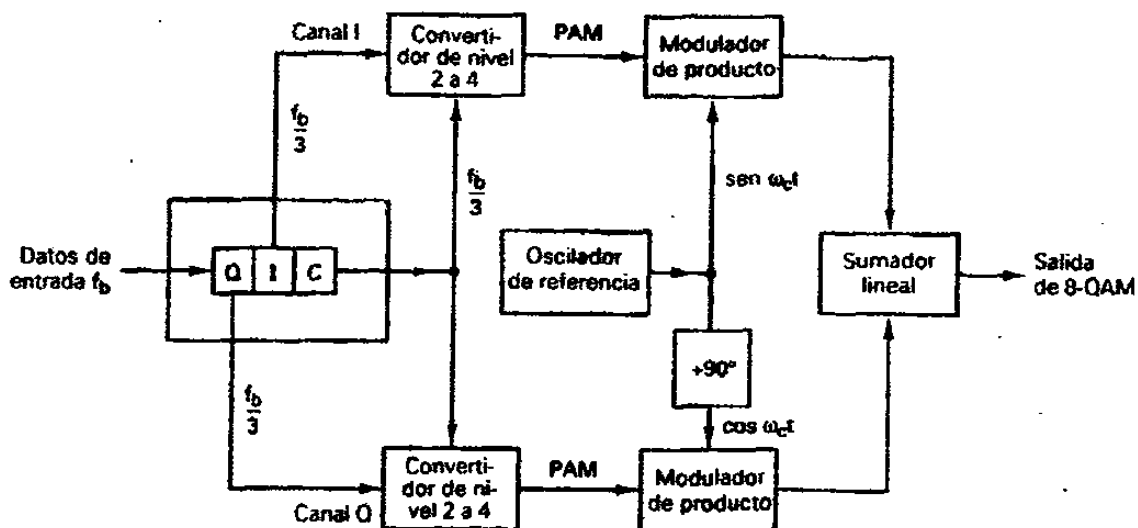 Canal I
Converti-
dor de nivel
2 a 4
PAM
Modulador
de producto
f_b
3
f_b
3
sen ω_c t
Datos de
entrada f_b
Q I C
Oscilador
de referencia
Sumador
lineal
Salida
de 8-QAM
+90°
f_b
3
cos ω_c t
Canal Q
Converti-
dor de ni-
vel 2 a 4
PAM
Modulador
de producto